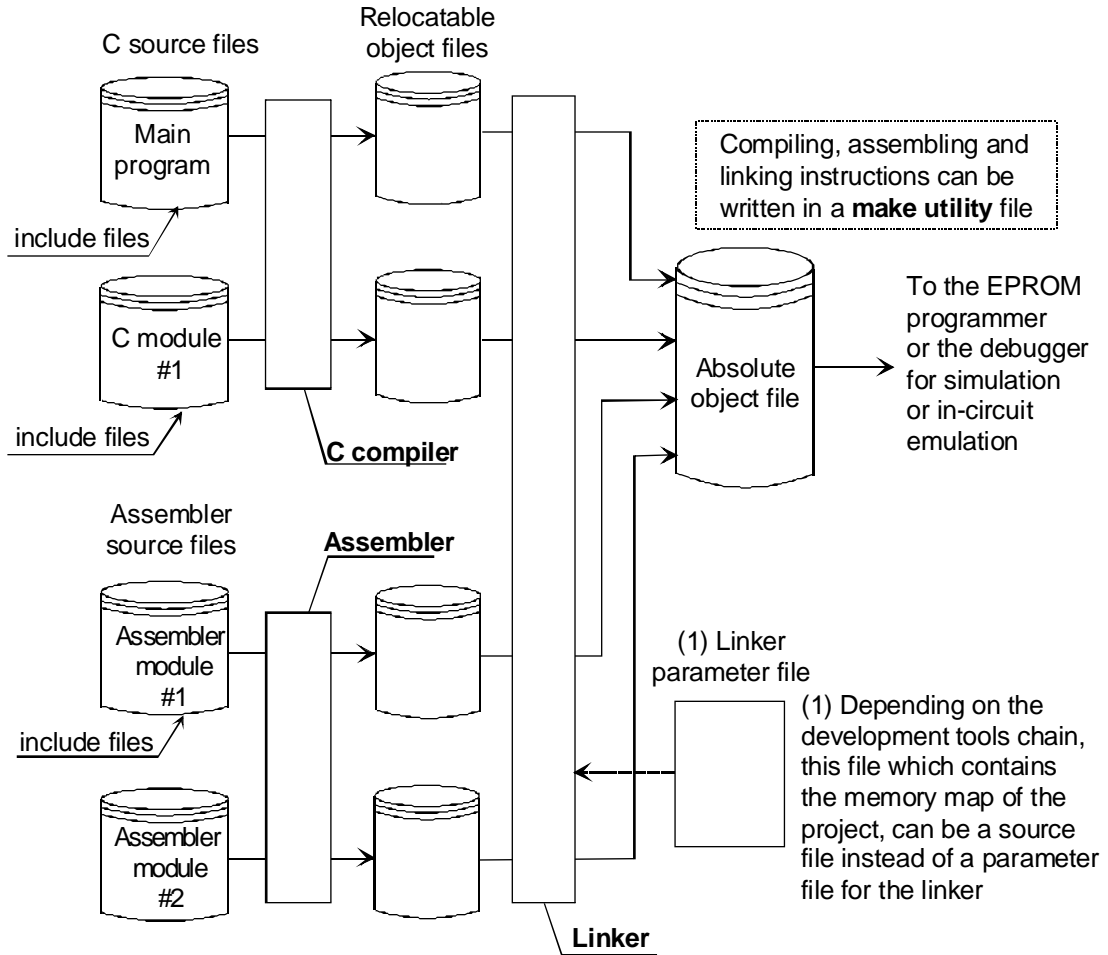 C source files
Relocatable
object files
Main
program
include files
C module
#1
include files
C compiler
Compiling, assembling and
linking instructions can be
written in a make utility file
Absolute
object file
To the EPROM
programmer
or the debugger
for simulation
or in-circuit
emulation
Assembler
source files
Assembler
Assembler
module
#1
include files
Assembler
module
#2
(1) Linker
parameter file
(1) Depending on the
development tools chain,
this file which contains
the memory map of the
project, can be a source
file instead of a parameter
file for the linker
Linker